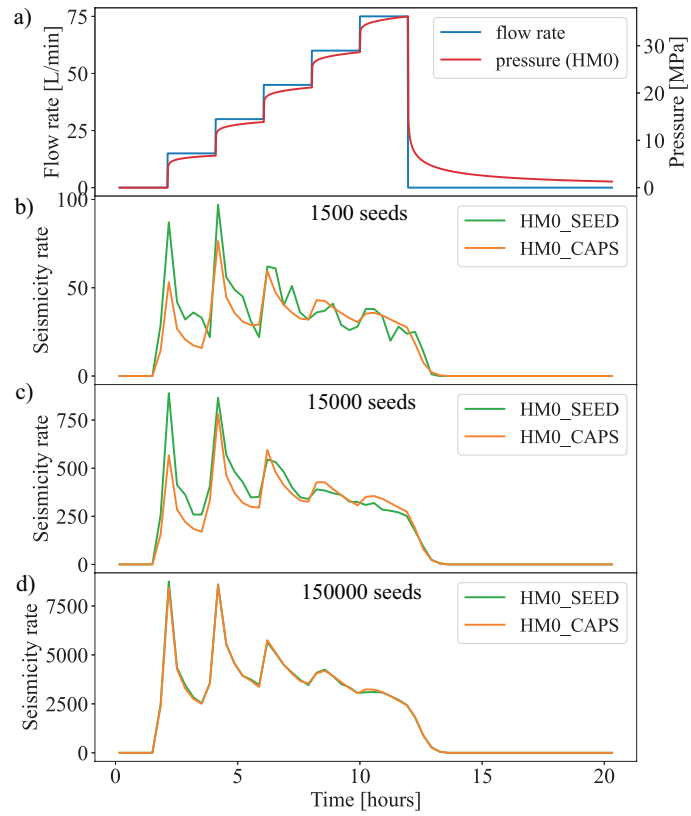 a)
75
50
25
0
Flow rate [L/min]
flow rate
pressure (HM0)
30
20
10
0
Pressure [MPa]
b)
100
50
0
Seismicity rate
1500 seeds
HM0_SEED
HM0_CAPS
c)
750
500
250
0
Seismicity rate
15000 seeds
HM0_SEED
HM0_CAPS
d)
7500
5000
2500
0
Seismicity rate
150000 seeds
HM0_SEED
HM0_CAPS
0 5 10 15 20
Time [hours]